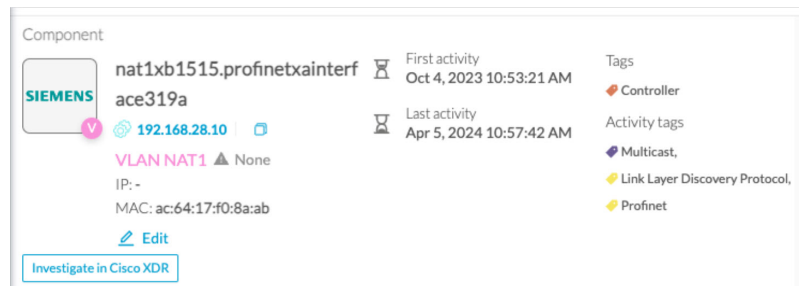 Component
SIEMENS
V
nat1xb1515.profinetxainterf
ace319a
192.168.28.10
VLAN NAT1 None
IP: -
MAC: ac:64:17:f0:8a:ab
Edit
Investigate in Cisco XDR
First activity
Oct 4, 2023 10:53:21 AM
Last activity
Apr 5, 2024 10:57:42 AM
Tags
Controller
Activity tags
Multicast,
Link Layer Discovery Protocol,
Profinet